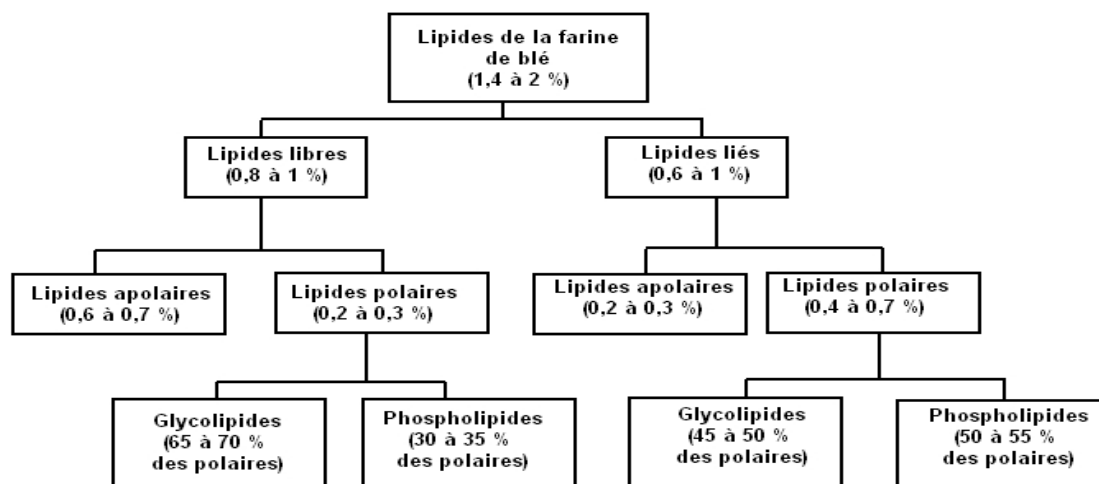 Lipides de la farine
de blé
(1,4 à 2 %)
Lipides libres
(0,8 à 1 %)
Lipides liés
(0,6 à 1 %)
Lipides apolaires
(0,6 à 0,7 %)
Lipides polaires
(0,2 à 0,3 %)
Lipides apolaires
(0,2 à 0,3 %)
Lipides polaires
(0,4 à 0,7 %)
Glycolipides
(65 à 70 %
des polaires)
Phospholipides
(30 à 35 %
des polaires)
Glycolipides
(45 à 50 %
des polaires)
Phospholipides
(50 à 55 %
des polaires)